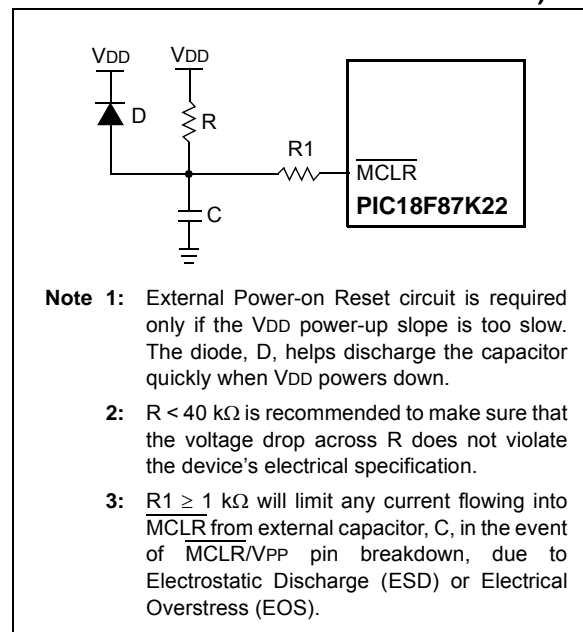 VDD VDD
D
R
R1
MCLR
PIC18F87K22
C
Note 1: External Power-on Reset circuit is required
only if the VDD power-up slope is too slow.
The diode, D, helps discharge the capacitor
quickly when VDD powers down.
2: R < 40 kΩ is recommended to make sure that
the voltage drop across R does not violate
the device's electrical specification.
3: R1 ≥ 1 kΩ will limit any current flowing into
MCLR from external capacitor, C, in the event
of MCLR/VPP pin breakdown, due to
Electrostatic Discharge (ESD) or Electrical
Overstress (EOS).